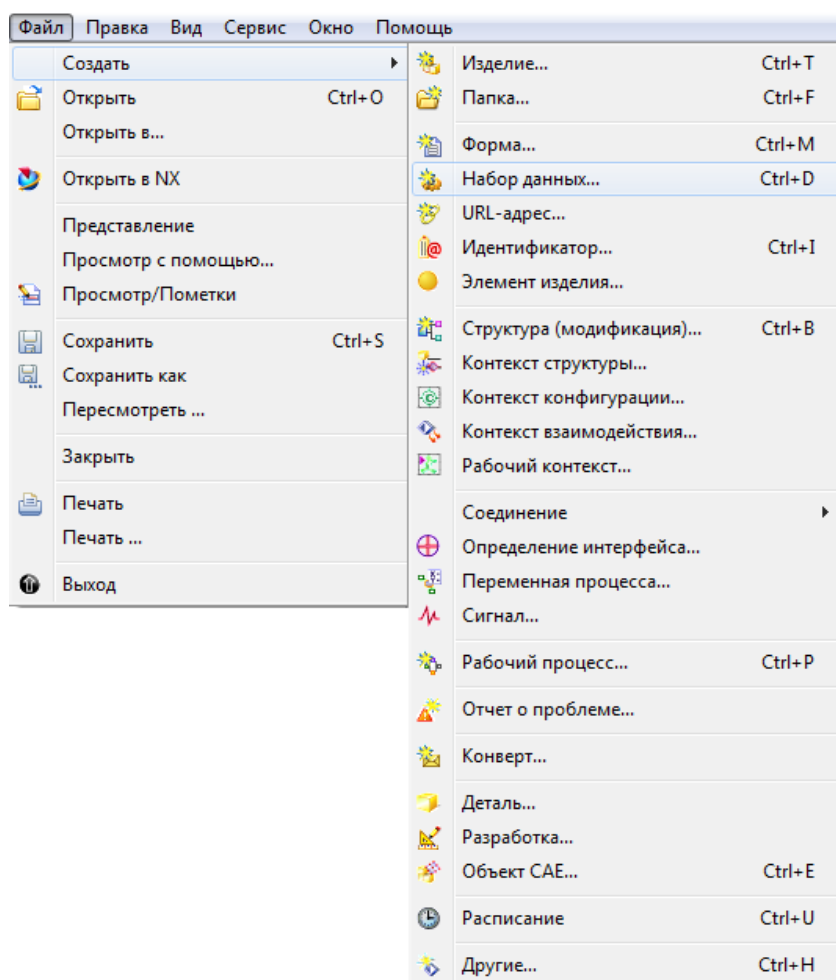 Файл Правка Вид Сервис Окно Помощь
Создать
Открыть Ctrl+O
Открыть в...
Открыть в NX
Представление
Просмотр с помощью...
Просмотр/Пометки
Сохранить Ctrl+S
Сохранить как
Пересмотреть ...
Закрыть
Печать
Печать ...
Выход
Изделие... Ctrl+T
Папка... Ctrl+F
Форма... Ctrl+M
Набор данных... Ctrl+D
URL-адрес...
Идентификатор... Ctrl+I
Элемент изделия...
Структура (модификация)... Ctrl+B
Контекст структуры...
Контекст конфигурации...
Контекст взаимодействия...
Рабочий контекст...
Соединение
Определение интерфейса...
Переменная процесса...
Сигнал...
Рабочий процесс... Ctrl+P
Отчет о проблеме...
Конверт...
Деталь...
Разработка...
Объект CAE... Ctrl+E
Расписание Ctrl+U
Другие... Ctrl+H